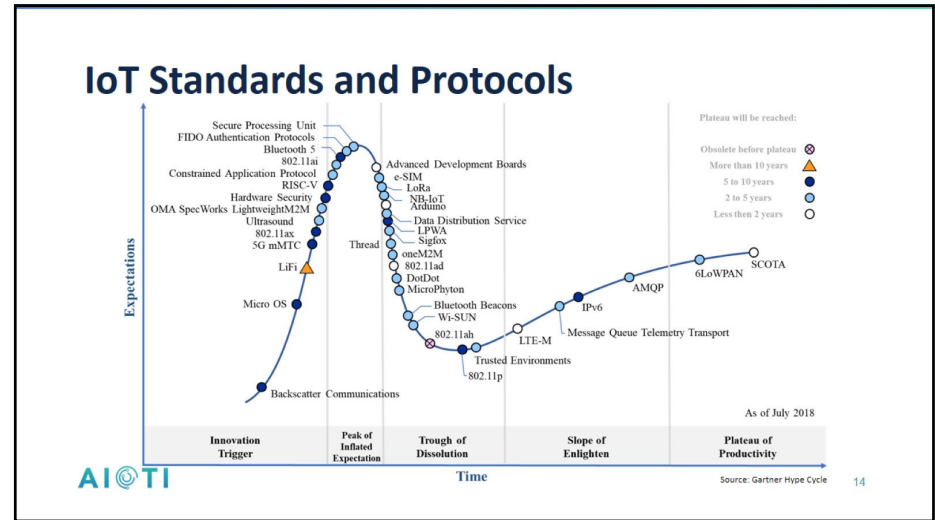 IoT Standards and Protocols
Plateau will be reached:
Obsolete before plateau
More than 10 years
5 to 10 years
2 to 5 years
Less then 2 years
Expectations
Secure Processing Unit
FIDO Authentication Protocols
Bluetooth 5
802.11ai
Constrained Application Protocol
RISC-V
Hardware Security
OMA SpecWorks LightweightM2M
Ultrasound
802.11ax
5G mMTC
LiFi
Micro OS
Backscatter Communications
Advanced Development Boards
e-SIM
LoRa
NB-IoT
Arduino
Data Distribution Service
LPWA
Sigfox
Thread
oneM2M
802.11ad
DotDot
MicroPhyton
Bluetooth Beacons
Wi-SUN
802.11ah
Trusted Environments
802.11p
LTE-M
Message Queue Telemetry Transport
IPv6
AMQP
6LoWPAN
SCOTA
As of July 2018
Innovation
Trigger
Peak of
Inflated
Expectation
Trough of
Dissolution
Slope of
Enlighten
Plateau of
Productivity
AIOTI
Time
Source: Gartner Hype Cycle
14